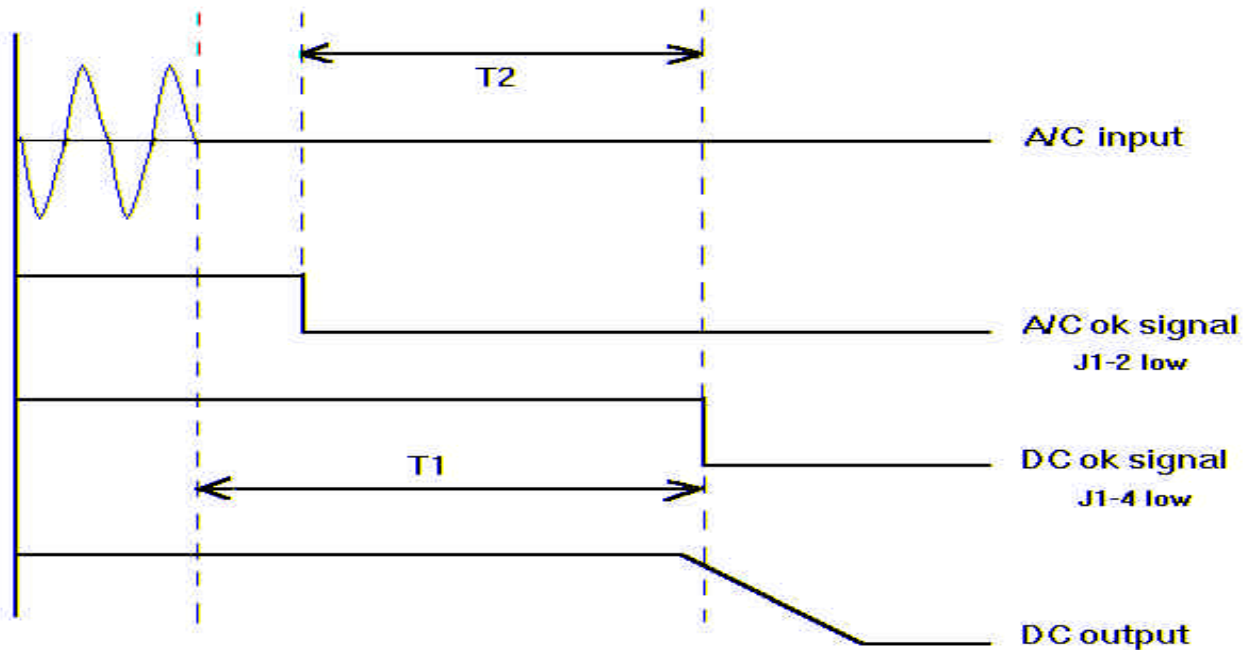 T2
A/C input
A/C ok signal
J1-2 low
T1
DC ok signal
J1-4 low
DC output